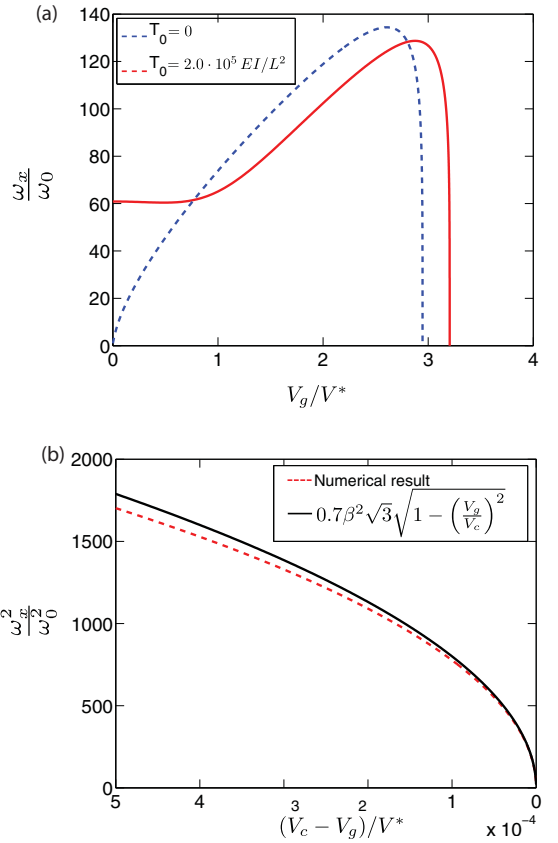 (a)
140
120
100
80
60
40
20
0
T_0 = 0
T_0 = 2.0 · 10^5 EI/L^2
ω_x/ω_0
0 1 2 3 4
V_g/V*
(b)
2000
1500
1000
500
0
Numerical result
0.7β^2√3√(1 − (V_g/V_c)^2)
ω_x^2/ω_0^2
5 4 3 2 1 0
x 10^-4
(V_c − V_g)/V*